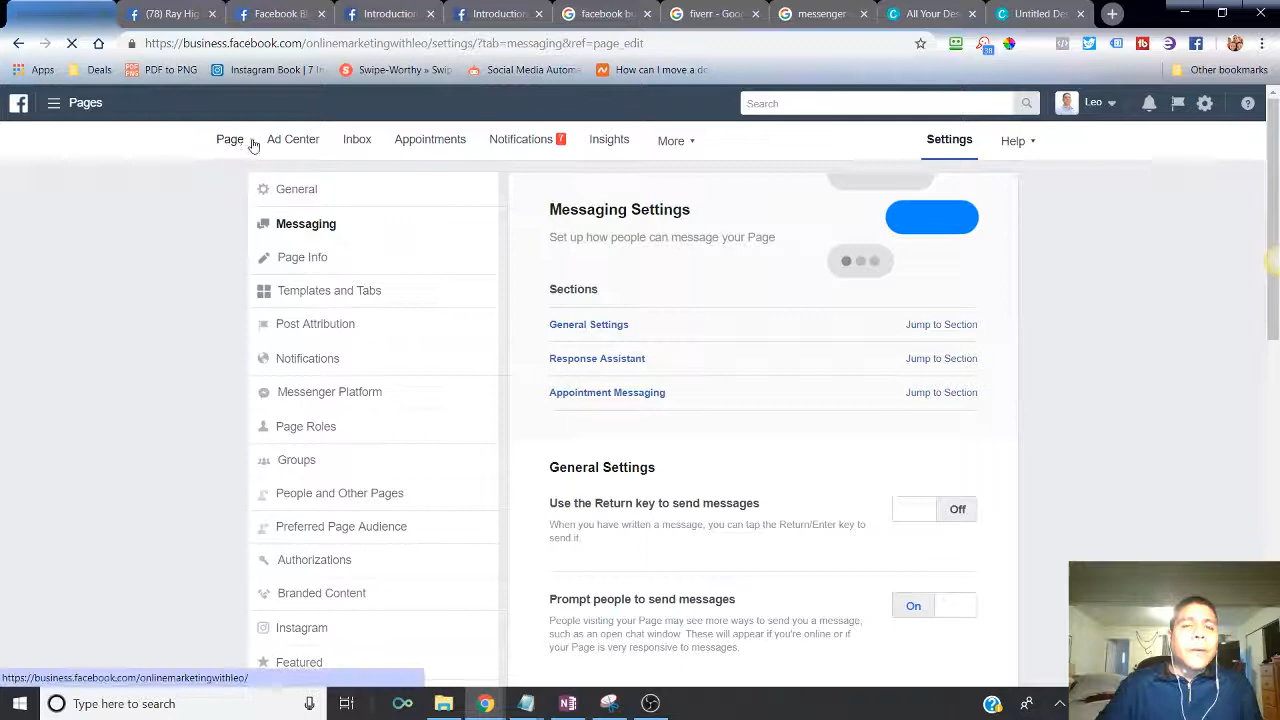 (78) Ray Hig
Facebook Bl
Introduction
Introduction
facebook bu
fiverr - Goo
messenger
All Your Des
Untitled Des
https://business.facebook.com/onlinemarketingwithleo/settings/?tab=messaging&ref=page_edit
38
Apps
Deals
PDF to PNG
Instagram Book | 7 In
Swipe-Worthy » Swip
Social Media Autome
How can I move a do
Other bookmarks
Pages
Search
Leo
Page
Ad Center
Inbox
Appointments
Notifications 7
Insights
More
Settings
Help
General
Messaging
Page Info
Templates and Tabs
Post Attribution
Notifications
Messenger Platform
Page Roles
Groups
People and Other Pages
Preferred Page Audience
Authorizations
Branded Content
Instagram
Featured
Messaging Settings
Set up how people can message your Page
Sections
General Settings Jump to Section
Response Assistant Jump to Section
Appointment Messaging Jump to Section
General Settings
Use the Return key to send messages
Off
When you have written a message, you can tap the Return/Enter key to
send it.
Prompt people to send messages
On
People visiting your Page may see more ways to send you a message,
such as an open chat window. These will appear if you're online or if
your Page is very responsive to messages.
https://business.facebook.com/onlinemarketingwithleo/
Type here to search